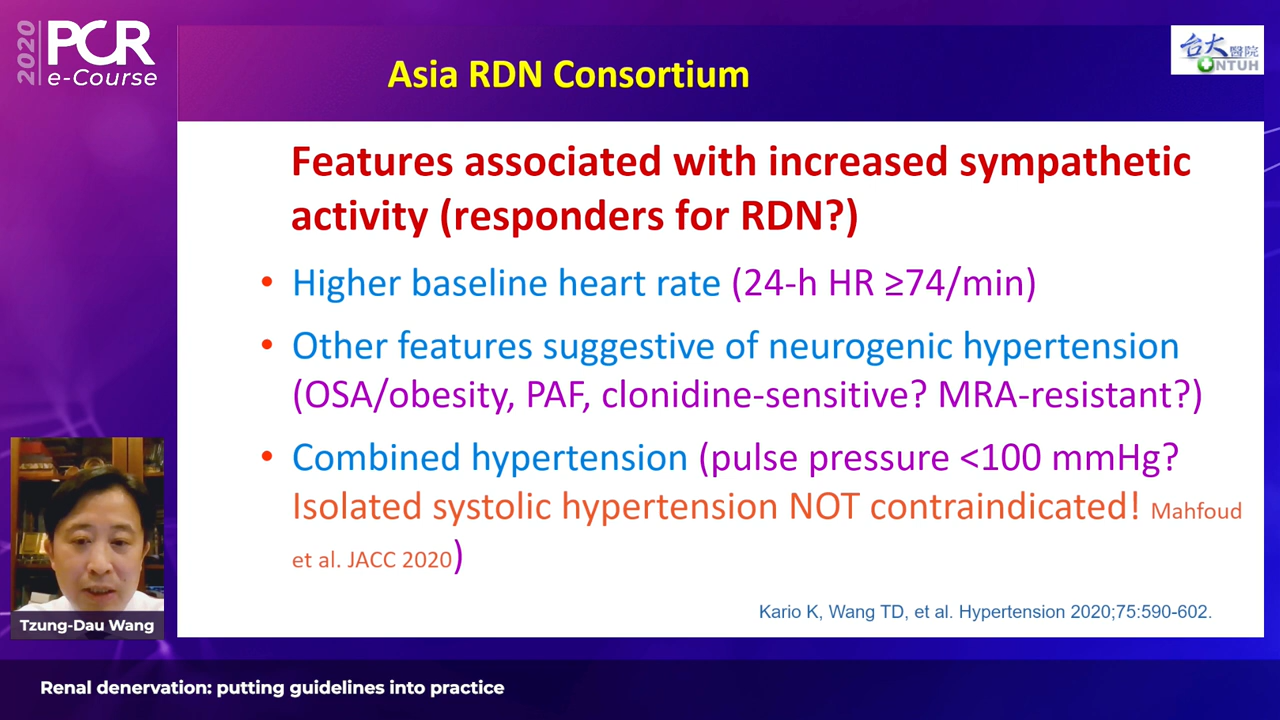 2020
PCR
e-Course
Asia RDN Consortium
台大醫院
NTUH
Features associated with increased sympathetic
activity (responders for RDN?)
• Higher baseline heart rate (24-h HR ≥74/min)
• Other features suggestive of neurogenic hypertension
(OSA/obesity, PAF, clonidine-sensitive? MRA-resistant?)
• Combined hypertension (pulse pressure <100 mmHg?
Isolated systolic hypertension NOT contraindicated! Mahfoud
et al. JACC 2020)
Kario K, Wang TD, et al. Hypertension 2020;75:590-602.
Tzung-Dau Wang
Renal denervation: putting guidelines into practice